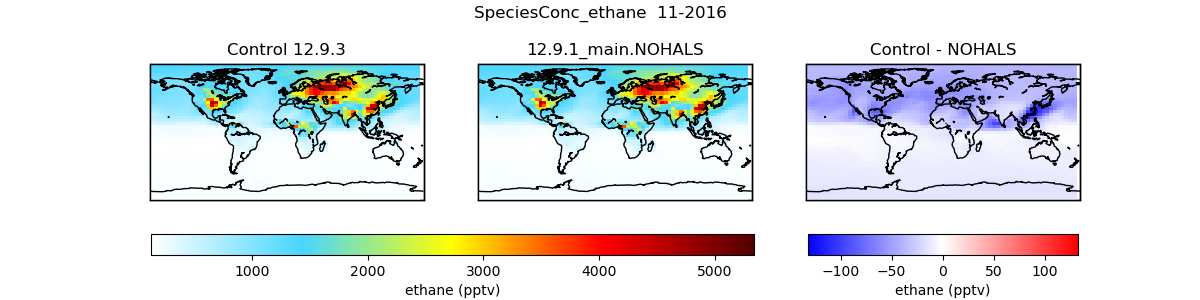 SpeciesConc_ethane  11-2016
Control 12.9.3
12.9.1_main.NOHALS
Control - NOHALS
1000 2000 3000 4000 5000
ethane (pptv)
−100 −50 0 50 100
ethane (pptv)